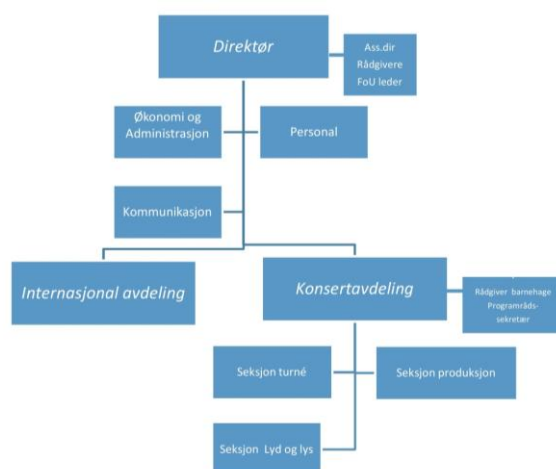 Direktør
Ass.dir
Rådgivere
FoU leder
Økonomi og
Administrasjon
Personal
Kommunikasjon
Internasjonal avdeling
Konsertavdeling
Rådgiver barnehage
Programråds-
sekretær
Seksjon turné
Seksjon produksjon
Seksjon Lyd og lys